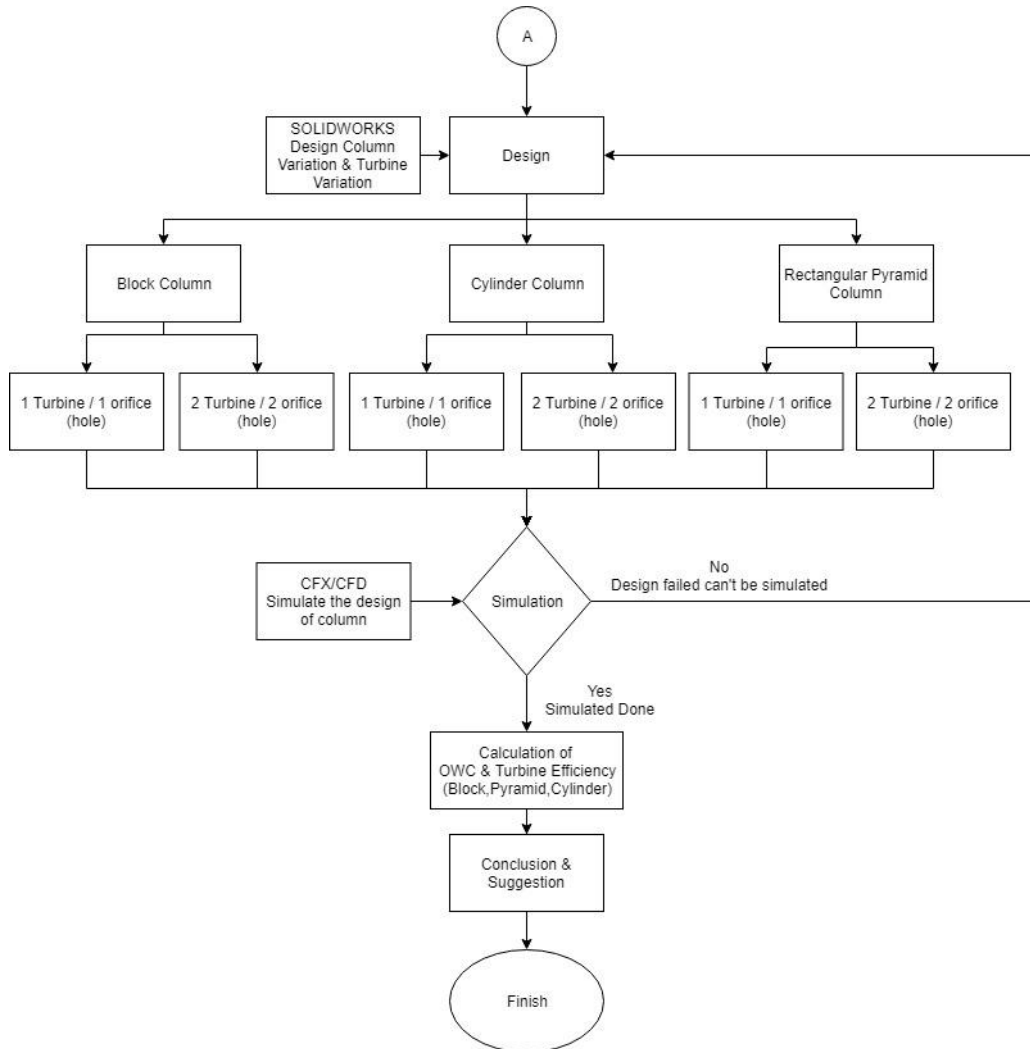 A
SOLIDWORKS
Design Column
Variation & Turbine
Variation
Design
Block Column
Cylinder Column
Rectangular Pyramid
Column
1 Turbine / 1 orifice
(hole)
2 Turbine / 2 orifice
(hole)
1 Turbine / 1 orifice
(hole)
2 Turbine / 2 orifice
(hole)
1 Turbine / 1 orifice
(hole)
2 Turbine / 2 orifice
(hole)
CFX/CFD
Simulate the design
of column
Simulation
No
Design failed can't be simulated
Yes
Simulated Done
Calculation of
OWC & Turbine Efficiency
(Block,Pyramid,Cylinder)
Conclusion &
Suggestion
Finish